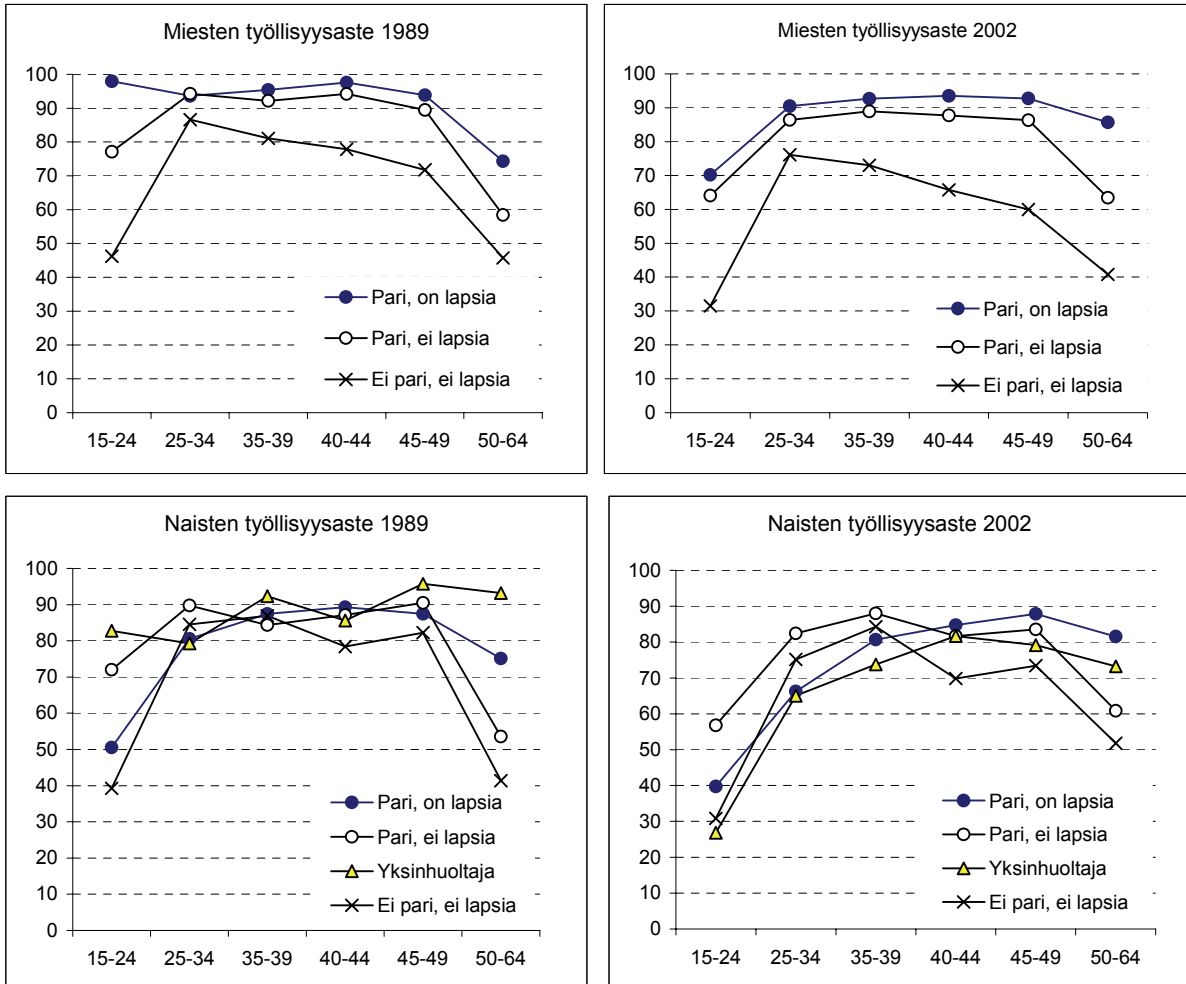 Miesten työllisyysaste 1989
100
90
80
70
60
50
40
30
20
10
0
15-24 25-34 35-39 40-44 45-49 50-64
Pari, on lapsia
Pari, ei lapsia
Ei pari, ei lapsia
Miesten työllisyysaste 2002
100
90
80
70
60
50
40
30
20
10
0
15-24 25-34 35-39 40-44 45-49 50-64
Pari, on lapsia
Pari, ei lapsia
Ei pari, ei lapsia
Naisten työllisyysaste 1989
100
90
80
70
60
50
40
30
20
10
0
15-24 25-34 35-39 40-44 45-49 50-64
Pari, on lapsia
Pari, ei lapsia
Yksinhuoltaja
Ei pari, ei lapsia
Naisten työllisyysaste 2002
100
90
80
70
60
50
40
30
20
10
0
15-24 25-34 35-39 40-44 45-49 50-64
Pari, on lapsia
Pari, ei lapsia
Yksinhuoltaja
Ei pari, ei lapsia